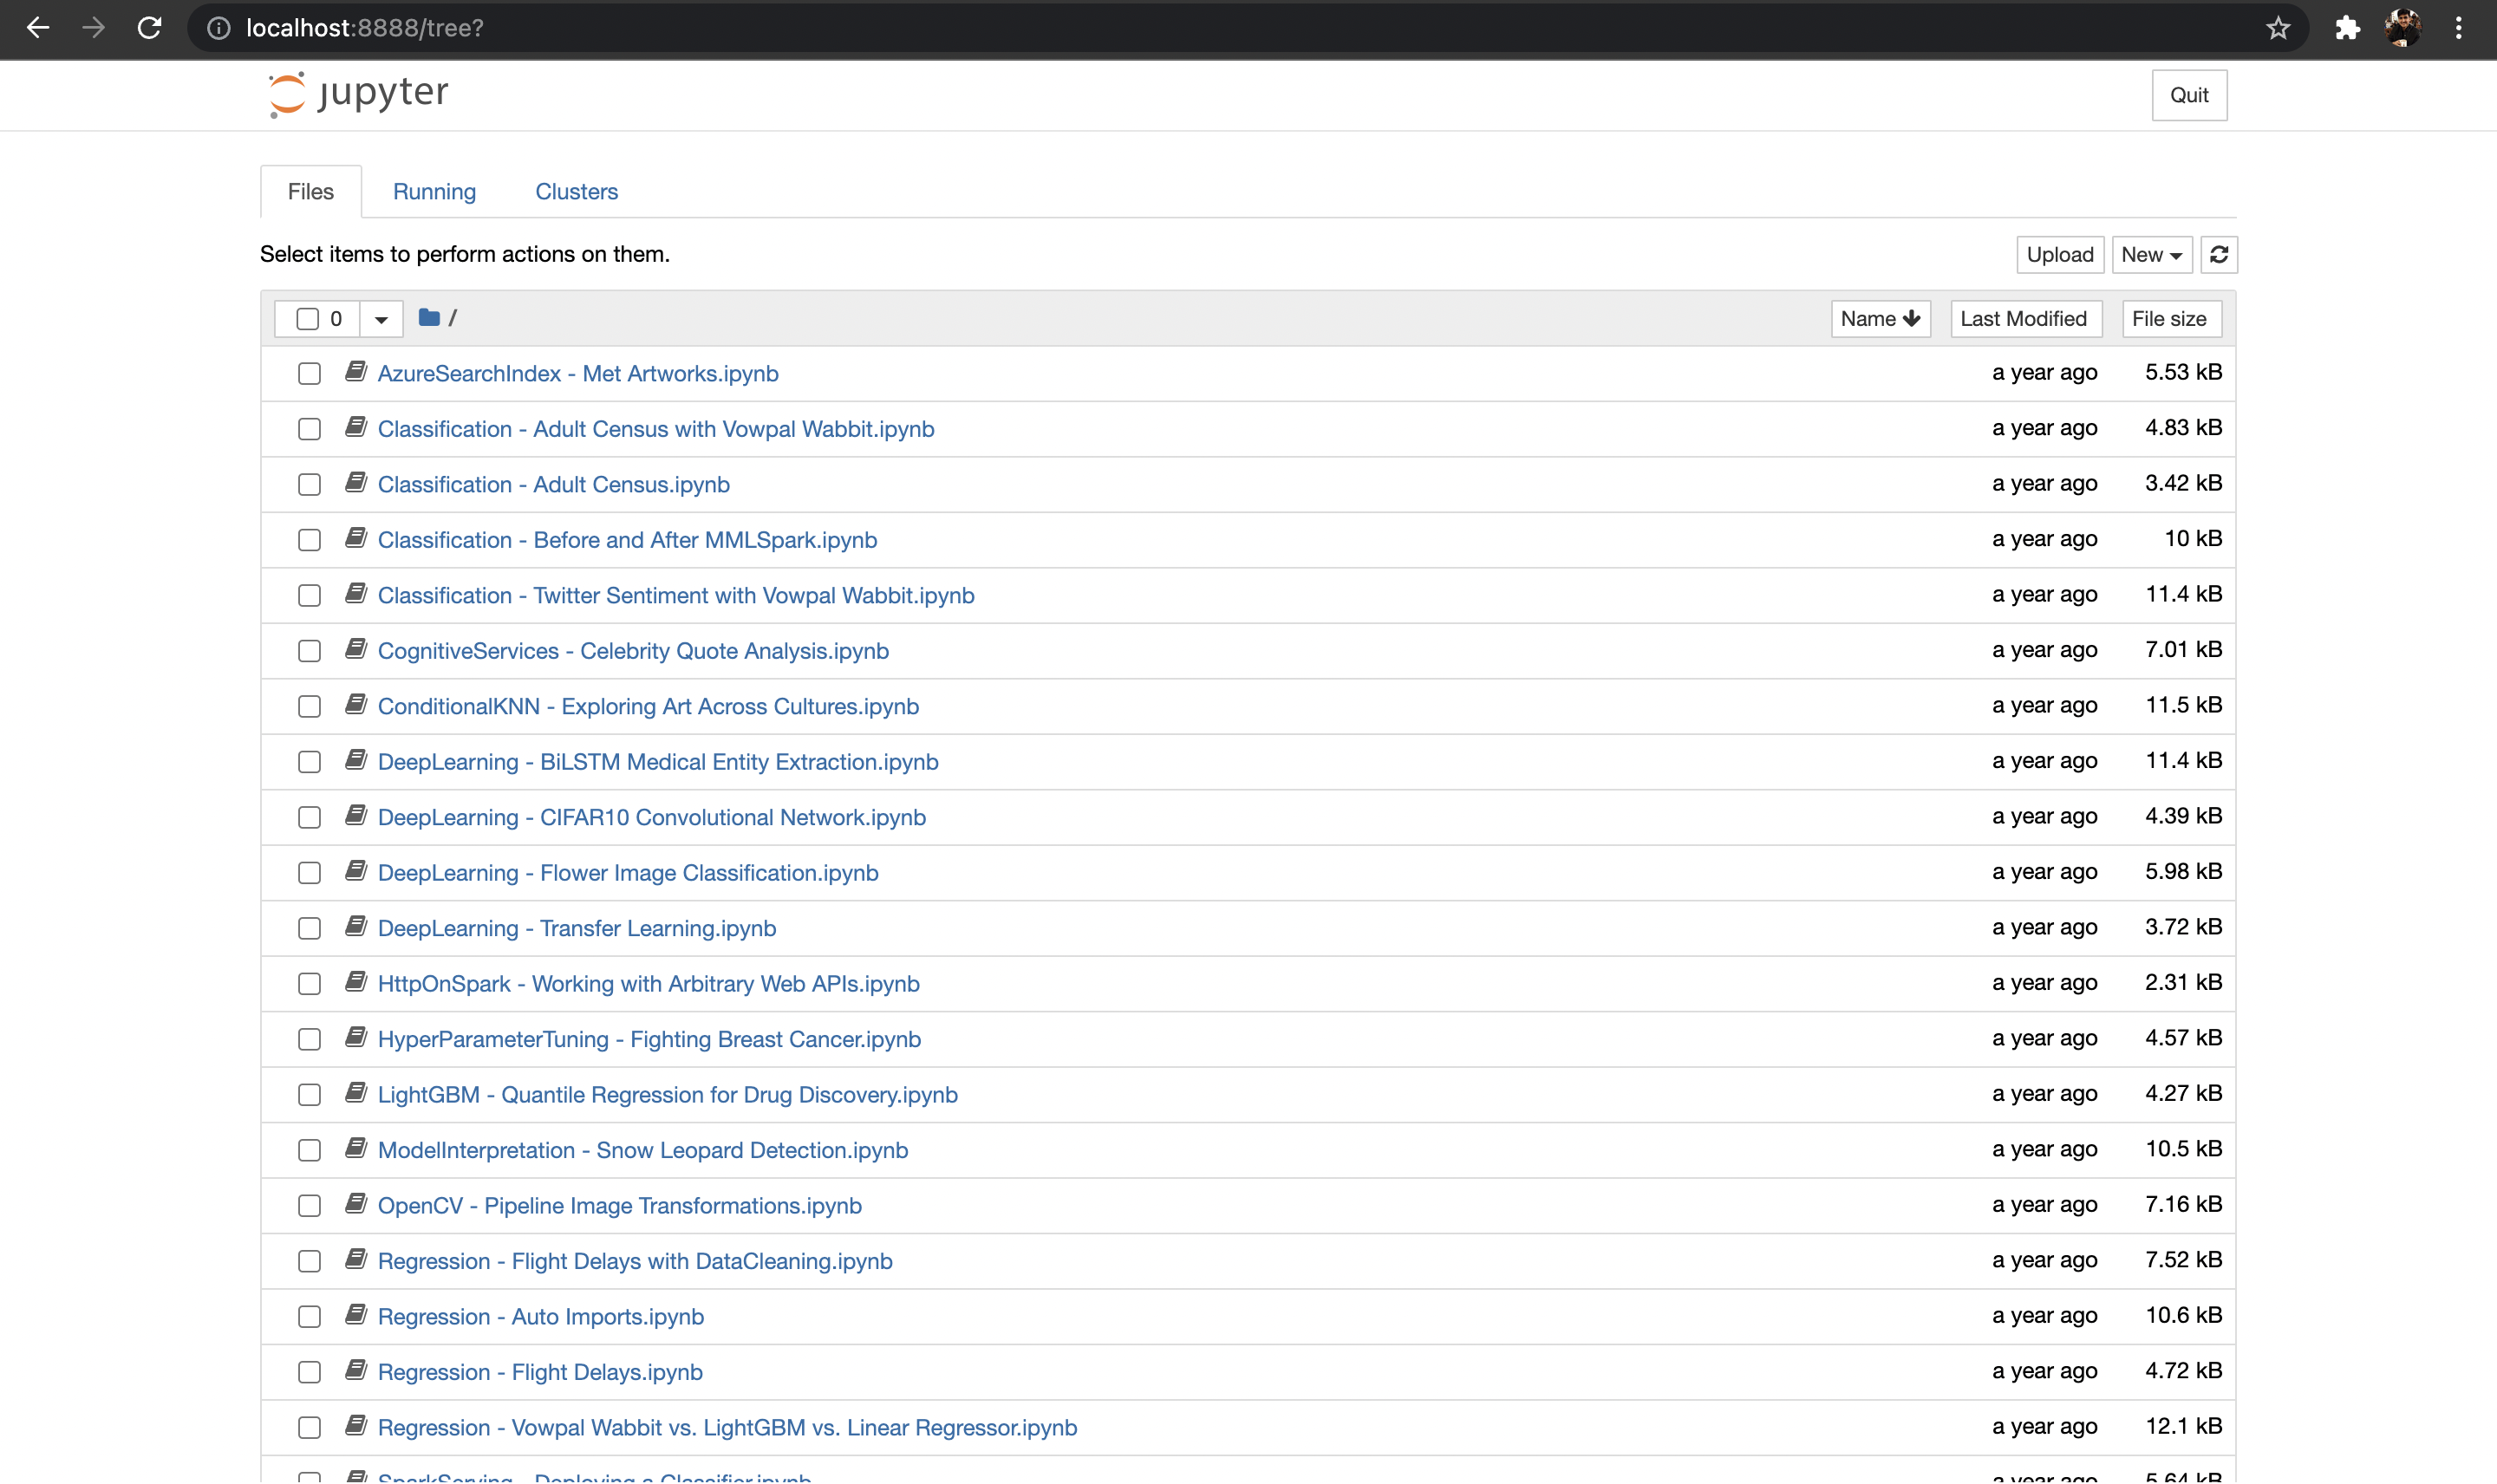 localhost:8888/tree?
jupyter
Quit
Files Running Clusters
Select items to perform actions on them.
Upload New
0 / Name Last Modified File size
AzureSearchIndex - Met Artworks.ipynb a year ago 5.53 kB
Classification - Adult Census with Vowpal Wabbit.ipynb a year ago 4.83 kB
Classification - Adult Census.ipynb a year ago 3.42 kB
Classification - Before and After MMLSpark.ipynb a year ago 10 kB
Classification - Twitter Sentiment with Vowpal Wabbit.ipynb a year ago 11.4 kB
CognitiveServices - Celebrity Quote Analysis.ipynb a year ago 7.01 kB
ConditionalKNN - Exploring Art Across Cultures.ipynb a year ago 11.5 kB
DeepLearning - BiLSTM Medical Entity Extraction.ipynb a year ago 11.4 kB
DeepLearning - CIFAR10 Convolutional Network.ipynb a year ago 4.39 kB
DeepLearning - Flower Image Classification.ipynb a year ago 5.98 kB
DeepLearning - Transfer Learning.ipynb a year ago 3.72 kB
HttpOnSpark - Working with Arbitrary Web APIs.ipynb a year ago 2.31 kB
HyperParameterTuning - Fighting Breast Cancer.ipynb a year ago 4.57 kB
LightGBM - Quantile Regression for Drug Discovery.ipynb a year ago 4.27 kB
ModelInterpretation - Snow Leopard Detection.ipynb a year ago 10.5 kB
OpenCV - Pipeline Image Transformations.ipynb a year ago 7.16 kB
Regression - Flight Delays with DataCleaning.ipynb a year ago 7.52 kB
Regression - Auto Imports.ipynb a year ago 10.6 kB
Regression - Flight Delays.ipynb a year ago 4.72 kB
Regression - Vowpal Wabbit vs. LightGBM vs. Linear Regressor.ipynb a year ago 12.1 kB
SparkServing - Deploying a Classifier.ipynb a year ago 5.64 kB